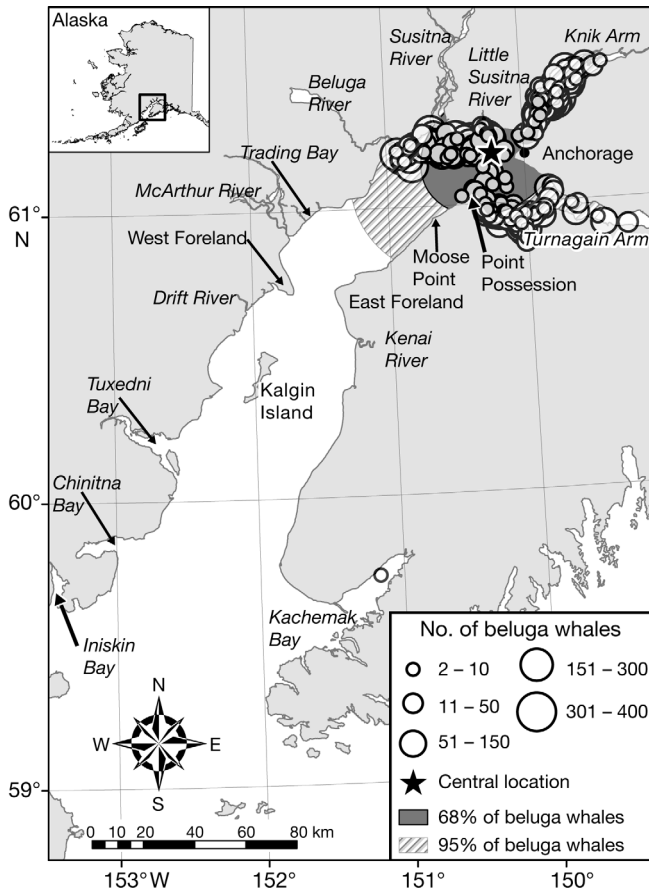 Alaska
Susitna
River
Little
Susitna
River
Knik Arm
Beluga
River
Trading Bay
Anchorage
McArthur River
61°
N
West Foreland
Turnagain Arm
Moose
Point
Point
Possession
Drift River
East Foreland
Kenai
River
Tuxedni
Bay
Kalgin
Island
60°
Chinitna
Bay
Kachemak
Bay
Iniskin
Bay
No. of beluga whales
2 – 10
151 – 300
11 – 50
301 – 400
51 – 150
Central location
68% of beluga whales
95% of beluga whales
N
W
E
S
59°
0 10 20 40 60 80 km
153°W
152°
151°
150°